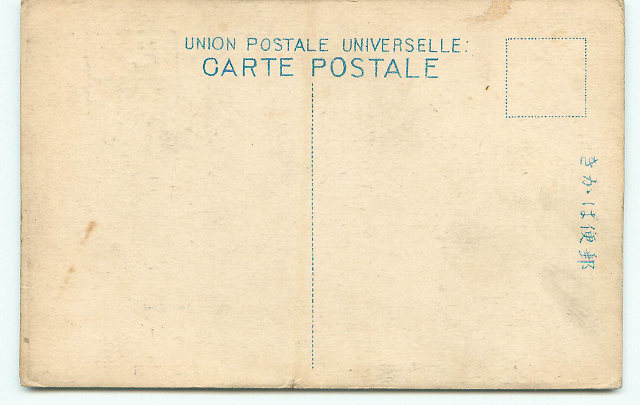 UNION POSTALE UNIVERSELLE:
CARTE POSTALE
郵便はかき